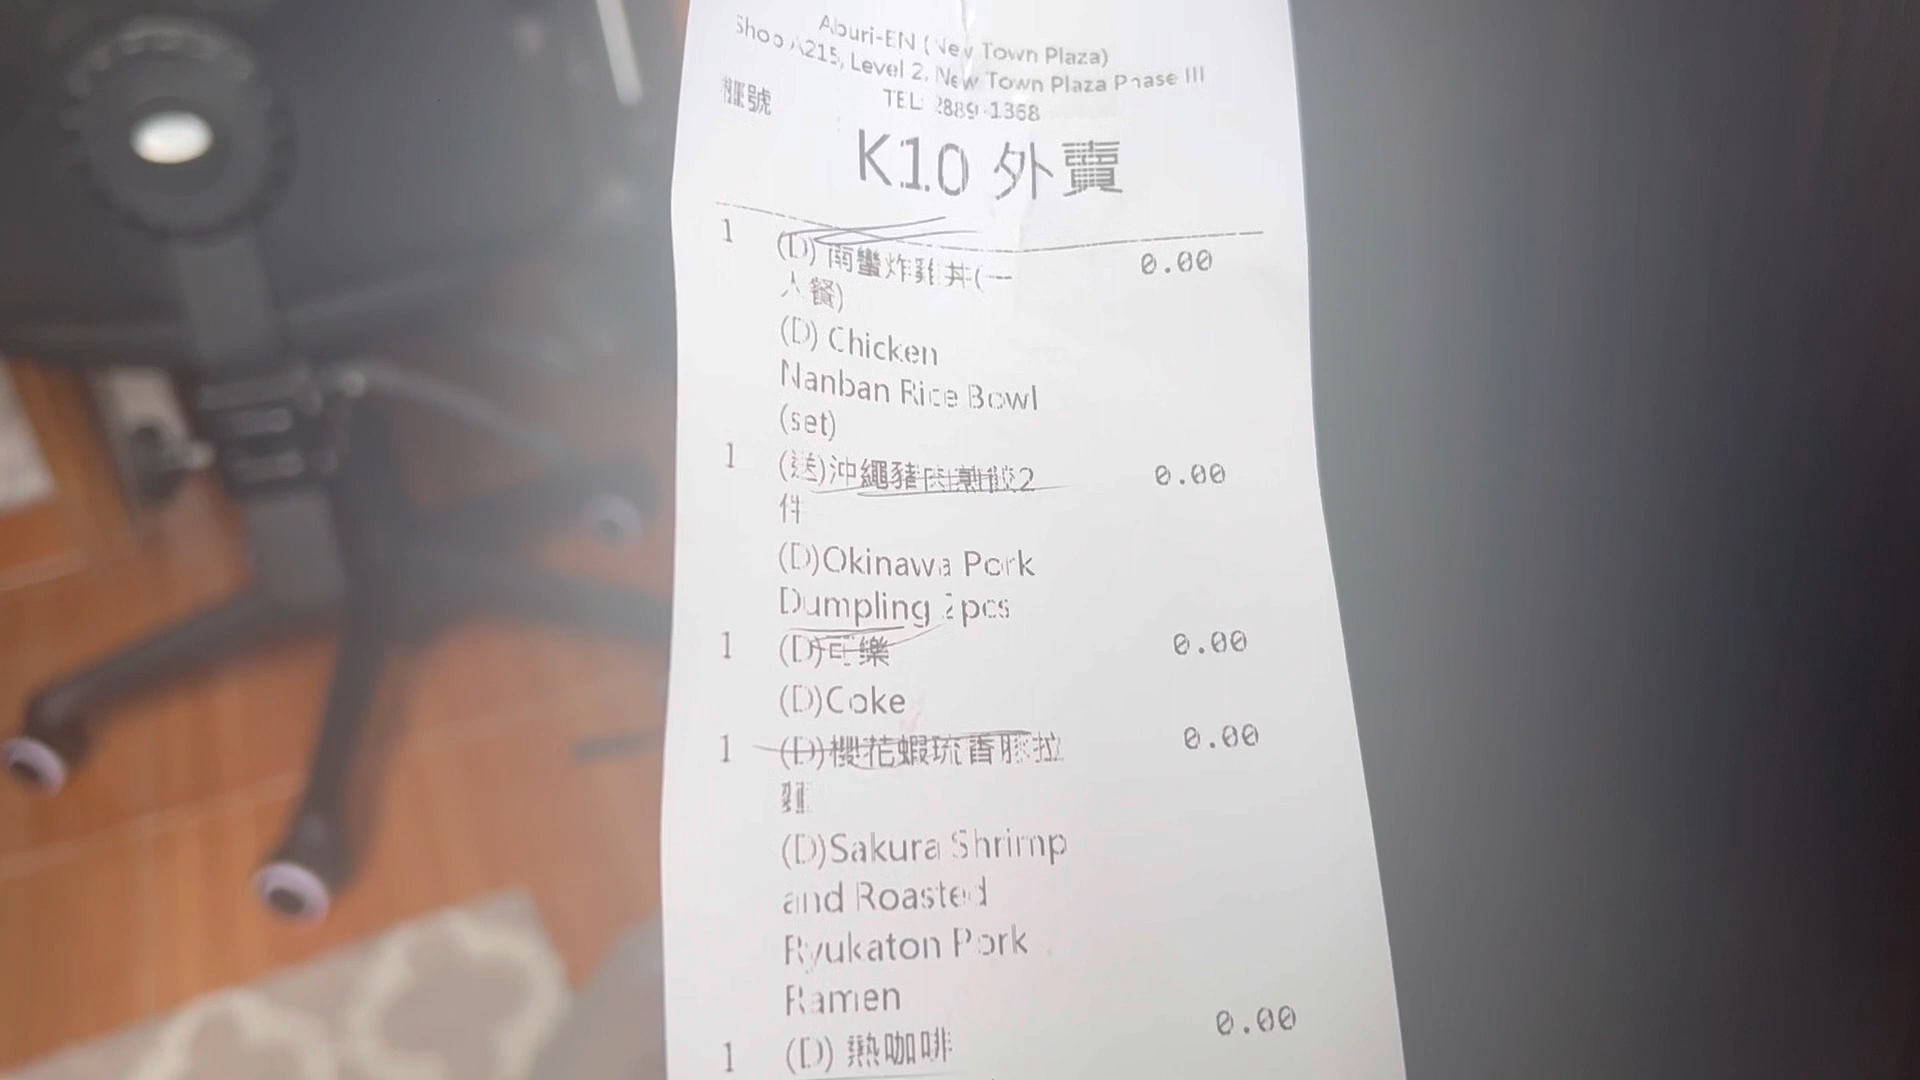 Aburi-EN (New Town Plaza)
Shop A215, Level 2, New Town Plaza Phase III
TEL: 2889-1368
檯號
K10 外賣
1 (D) 南蠻炸雞丼(一 0.00
人餐)
(D) Chicken
Nanban Rice Bowl
(set)
1 (送)沖繩豬肉煎餃2 0.00
件
(D)Okinawa Pork
Dumpling 2pcs
1 (D)可樂 0.00
(D)Coke
1 (D)櫻花蝦琉香豚拉 0.00
麵
(D)Sakura Shrimp
and Roasted
Ryukaton Pork
Ramen
1 (D) 熱咖啡 0.00